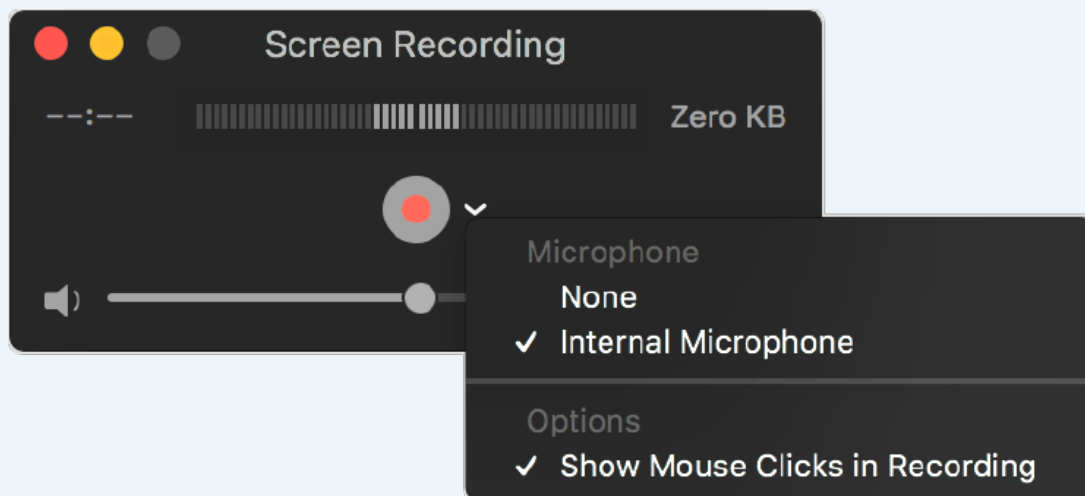 Screen Recording
--:-- Zero KB
Microphone
None
✓ Internal Microphone
Options
✓ Show Mouse Clicks in Recording